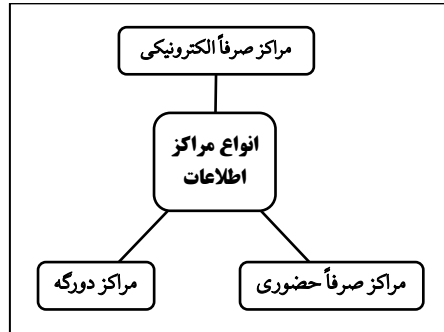 مراکز صرفاً الکترونیکی
انواع مراکز
اطلاعات
مراکز صرفاً حضوری
مراکز دورگه